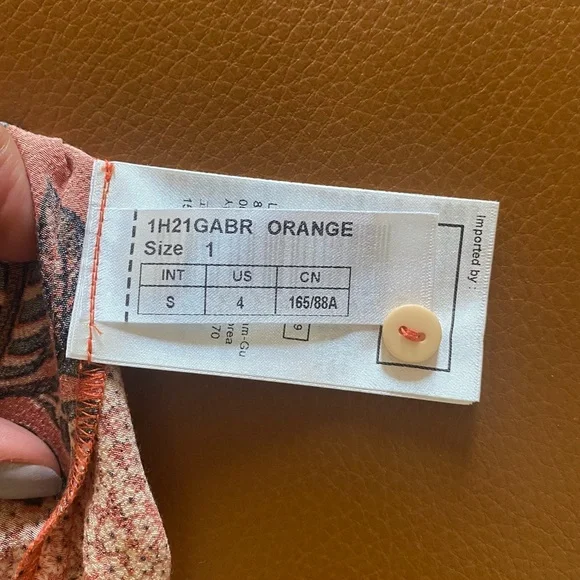 1H21GABR ORANGE
Size 1
INT US CN
S 4 165/88A
Imported by :